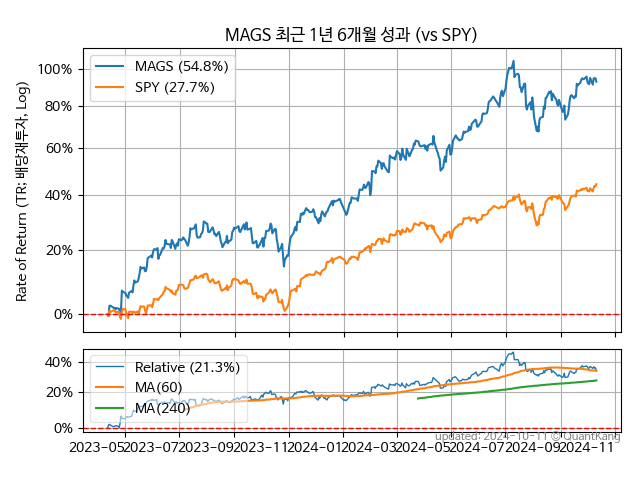 MAGS 최근 1년 6개월 성과 (vs SPY)
Rate of Return (TR: 배당재투자, Log)
100%
80%
60%
40%
20%
0%
MAGS (54.8%)
SPY (27.7%)
40%
20%
0%
Relative (21.3%)
MA(60)
MA(240)
2023-05 2023-07 2023-09 2023-11 2024-01 2024-03 2024-05 2024-07 2024-09 2024-11
updated: 2024-10-11 © QuantKang